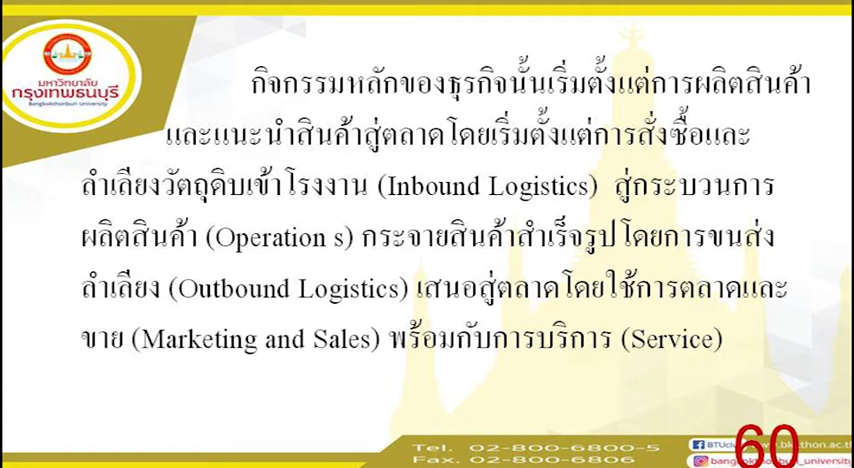 มหาวิทยาลัย
กรุงเทพธนบุรี
Bangkokthonburi University
กิจกรรมหลักของธุรกิจนั้นเริ่มตั้งแต่การผลิตสินค้า
และแนะนำสินค้าสู่ตลาดโดยเริ่มตั้งแต่การสั่งซื้อและ
ลำเลียงวัตถุดิบเข้าโรงงาน (Inbound Logistics) สู่กระบวนการ
ผลิตสินค้า (Operation s) กระจายสินค้าสำเร็จรูปโดยการขนส่ง
ลำเลียง (Outbound Logistics) เสนอสู่ตลาดโดยใช้การตลาดและ
ขาย (Marketing and Sales) พร้อมกับการบริการ (Service)
Tel. 02-800-6800-5
Fax. 02-800-6806
60